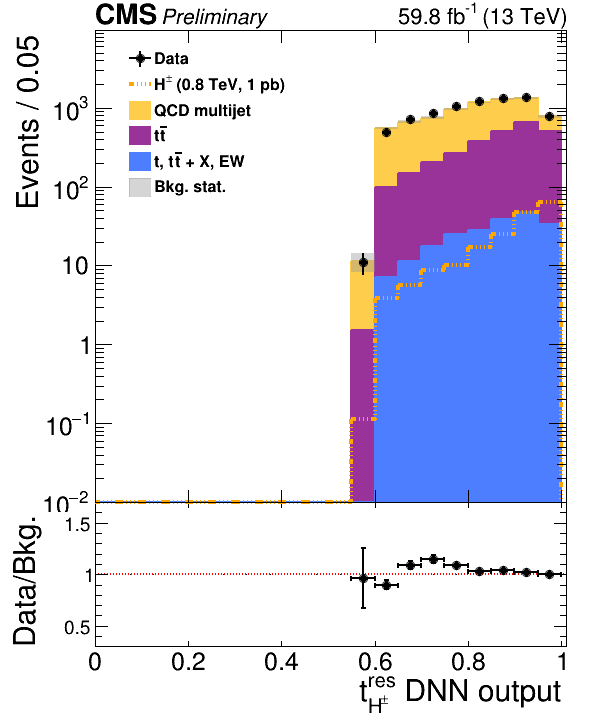 CMS Preliminary 59.8 fb⁻¹ (13 TeV)
Events / 0.05
Data
H± (0.8 TeV, 1 pb)
QCD multijet
tt̄
t, tt̄ + X, EW
Bkg. stat.
10³
10²
10
1
10⁻¹
10⁻²
Data/Bkg.
1.5
1
0.5
0 0.2 0.4 0.6 0.8 1
t^res_H± DNN output